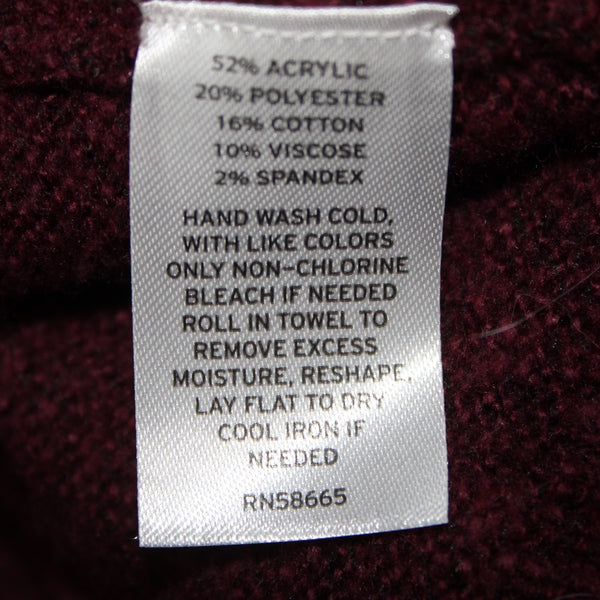 52% ACRYLIC
20% POLYESTER
16% COTTON
10% VISCOSE
2% SPANDEX
HAND WASH COLD,
WITH LIKE COLORS
ONLY NON-CHLORINE
BLEACH IF NEEDED
ROLL IN TOWEL TO
REMOVE EXCESS
MOISTURE, RESHAPE,
LAY FLAT TO DRY
COOL IRON IF
NEEDED
RN58665